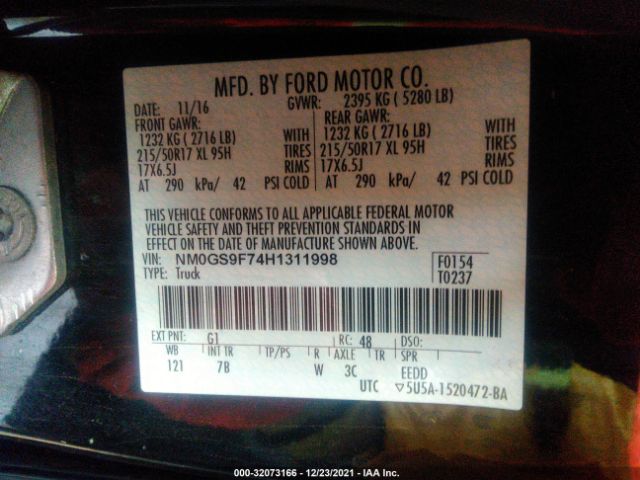 MFD. BY FORD MOTOR CO.
DATE: 11/16 GVWR: 2395 KG ( 5280 LB)
FRONT GAWR: REAR GAWR:
1232 KG ( 2716 LB) WITH 1232 KG ( 2716 LB) WITH
215/50R17 XL 95H TIRES 215/50R17 XL 95H TIRES
17X6.5J RIMS 17X6.5J RIMS
AT 290 kPa/ 42 PSI COLD AT 290 kPa/ 42 PSI COLD
THIS VEHICLE CONFORMS TO ALL APPLICABLE FEDERAL MOTOR
VEHICLE SAFETY AND THEFT PREVENTION STANDARDS IN
EFFECT ON THE DATE OF MANUFACTURE SHOWN ABOVE.
VIN: NM0GS9F74H1311998 F0154
TYPE: Truck T0237
EXT PNT: G1 RC: 48 DSO:
WB INT TR TP/PS R AXLE TR SPR
121 7B W 3C EEDD
UTC ▽5U5A-1520472-BA
000-32073166 - 12/23/2021 - IAA Inc.